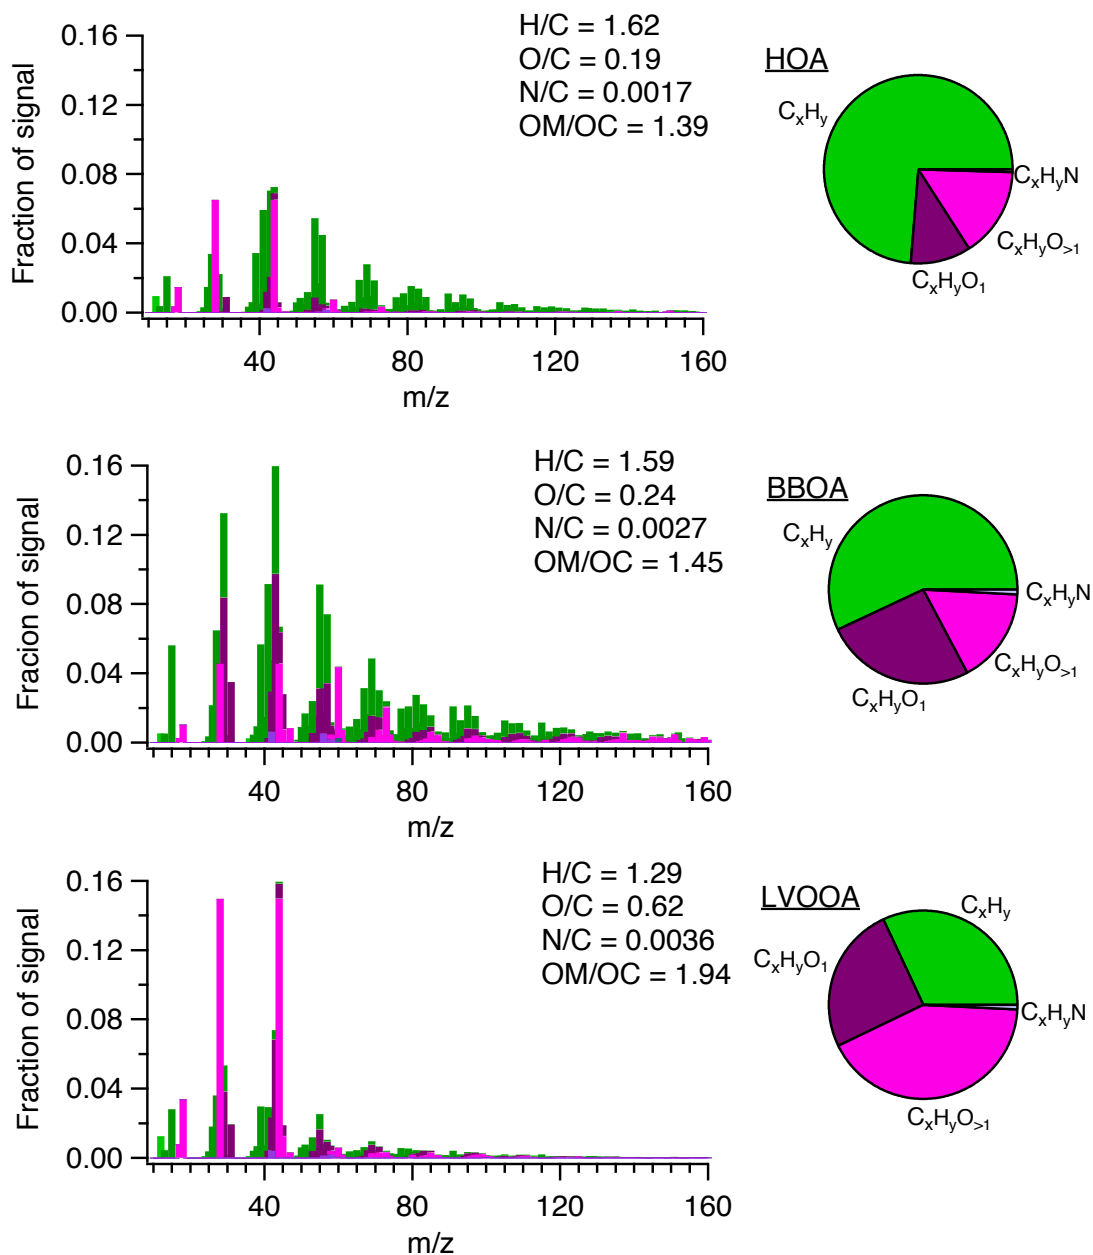 H/C = 1.62
O/C = 0.19
N/C = 0.0017
OM/OC = 1.39
HOA
CxHy
CxHyN
CxHyO>1
CxHyO1
Fraction of signal
0.16
0.12
0.08
0.04
0.00
40 80 120 160
m/z
H/C = 1.59
O/C = 0.24
N/C = 0.0027
OM/OC = 1.45
BBOA
CxHy
CxHyN
CxHyO>1
CxHyO1
Fracion of signal
0.16
0.12
0.08
0.04
0.00
40 80 120 160
m/z
H/C = 1.29
O/C = 0.62
N/C = 0.0036
OM/OC = 1.94
LVOOA
CxHy
CxHyO1
CxHyN
CxHyO>1
Fraction of signal
0.16
0.12
0.08
0.04
0.00
40 80 120 160
m/z